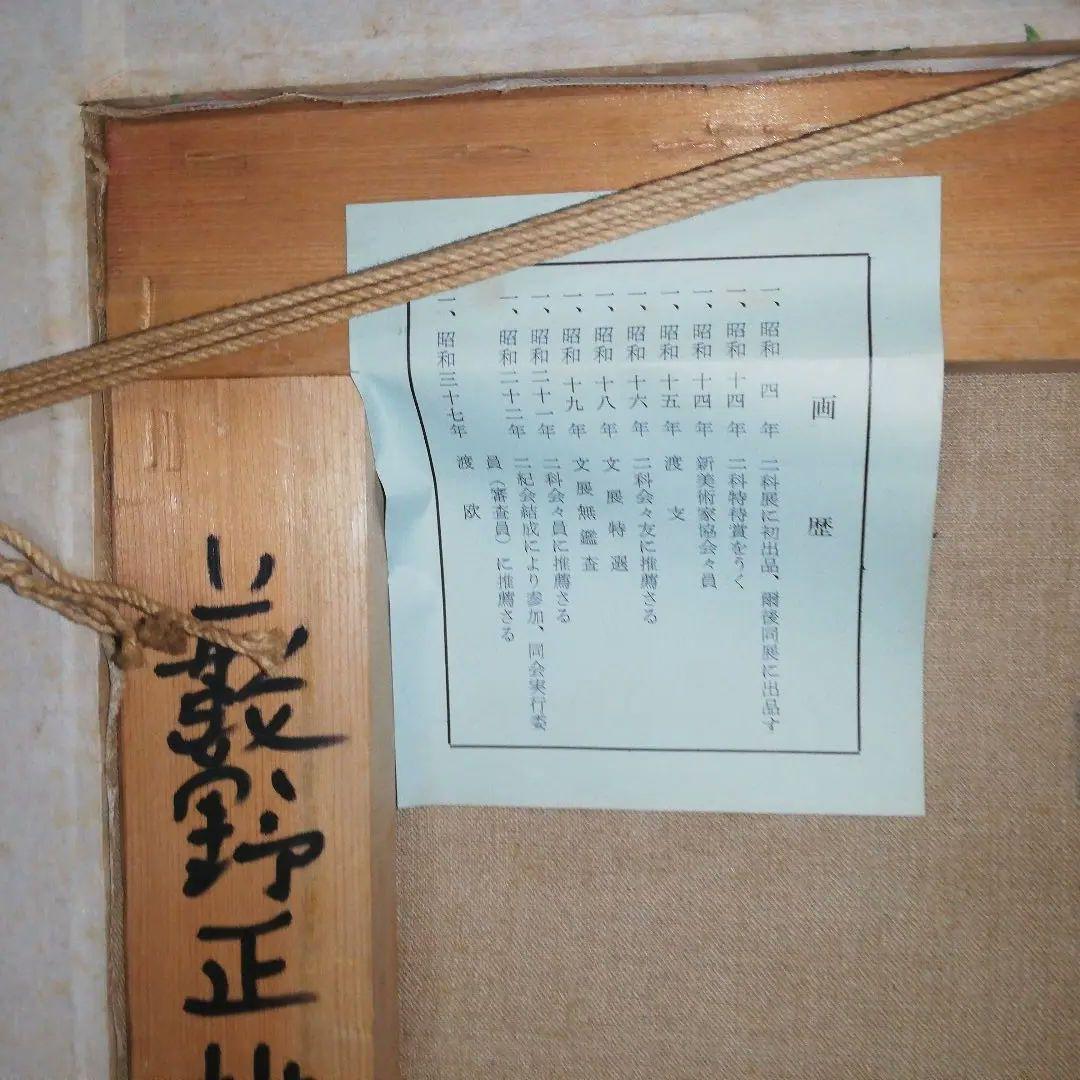 画歴
一、昭和四年 二科展に初出品、爾後同展に出品す
一、昭和十四年 二科特待賞をうく
一、昭和十四年 新美術家協会々員
一、昭和十五年 渡支
一、昭和十六年 二科会々友に推薦さる
一、昭和十八年 文展特選
一、昭和十九年 文展無鑑査
一、昭和二十一年 二科会々員に推薦さる
一、昭和二十二年 二紀会結成により参加、同会実行委
員(審査員)に推薦さる
一、昭和三十七年 渡欧
藪野正